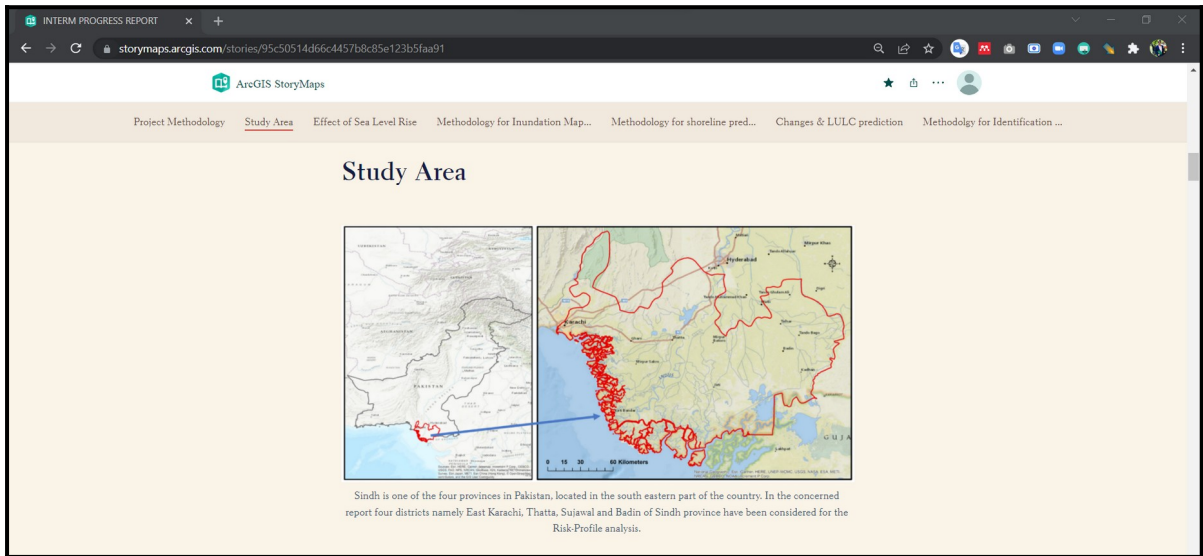 INTERM PROGRESS REPORT
storymaps.arcgis.com/stories/95c50514d66c4457b8c85e123b5faa91
ArcGIS StoryMaps
Project Methodology Study Area Effect of Sea Level Rise Methodology for Inundation Map... Methodology for shoreline pred... Changes & LULC prediction Methodolgy for Identification ...
Study Area
PAKISTAN
Hyderabad
Karachi
GUJA
0 15 30 60 Kilometers
Sindh is one of the four provinces in Pakistan, located in the south eastern part of the country. In the concerned
report four districts namely East Karachi, Thatta, Sujawal and Badin of Sindh province have been considered for the
Risk-Profile analysis.